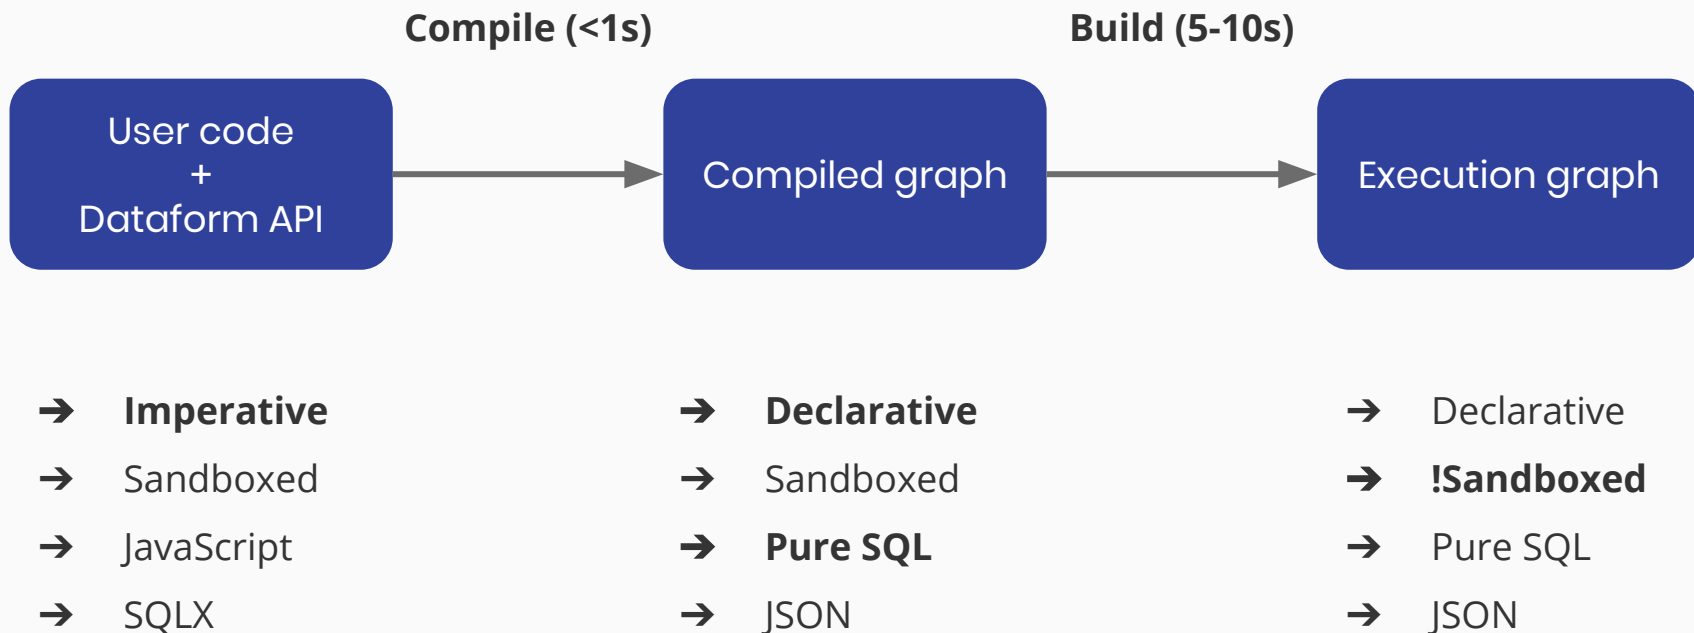 Compile (<1s)
Build (5-10s)
User code
+
Dataform API
Compiled graph
Execution graph
➔ Imperative
➔ Sandboxed
➔ JavaScript
➔ SQLX
➔ Declarative
➔ Sandboxed
➔ Pure SQL
➔ JSON
➔ Declarative
➔ !Sandboxed
➔ Pure SQL
➔ JSON